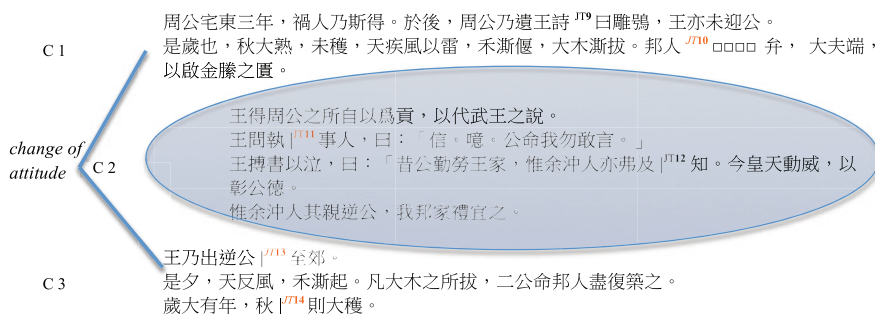 周公宅東三年，禍人乃斯得。於後，周公乃遺王詩 JT9 曰雕鴞，王亦未迎公。
C 1
是歲也，秋大熟，未穫，天疾風以雷，禾澌偃，大木澌拔。邦人 JT10 □□□□ 弁， 大夫端，
以啟金縢之匱。
王得周公之所自以爲貢，以代武王之說。
王問執|JT11 事人，曰：「信。噫。公命我勿敢言。」
change of
attitude
C 2
王搏書以泣，曰：「昔公勤勞王家，惟余沖人亦弗及|JT12 知。今皇天動威，以
彰公德。
惟余沖人其親逆公，我邦家禮宜之。
王乃出逆公 |JT13 至郊。
C 3
是夕，天反風，禾澌起。凡大木之所拔，二公命邦人盡復築之。
歲大有年，秋|JT14 則大穫。